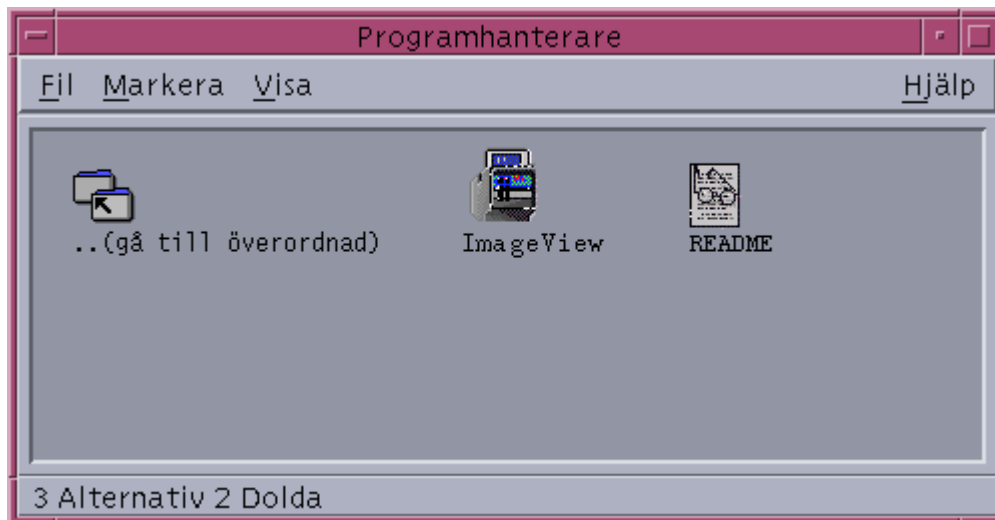 Programhanterare
Fil Markera Visa Hjälp
..(gå till överordnad) ImageView README
3 Alternativ 2 Dolda